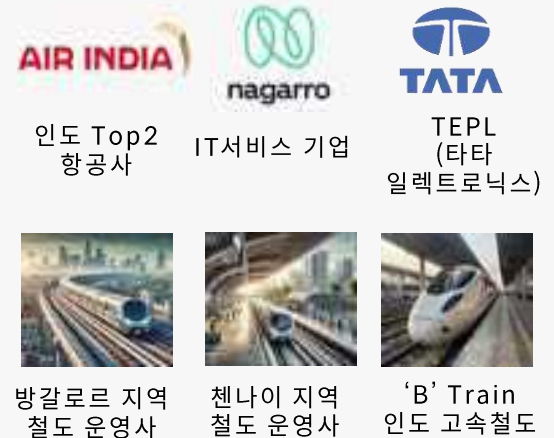 AIR INDIA
nagarro
TATA
인도 Top2
항공사
IT서비스 기업
TEPL
(타타
일렉트로닉스)
방갈로르 지역
철도 운영사
첸나이 지역
철도 운영사
‘B’ Train
인도 고속철도